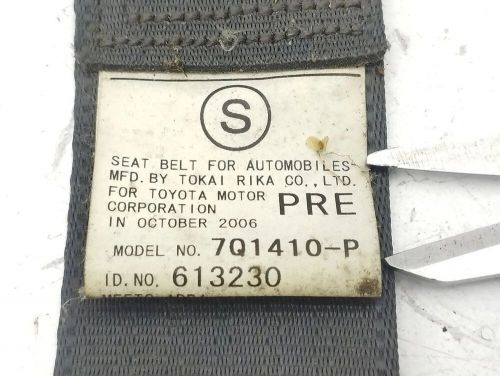 S
SEAT BELT FOR AUTOMOBILES
MFD. BY TOKAI RIKA CO., LTD.
FOR TOYOTA MOTOR
CORPORATION PRE
IN OCTOBER 2006
MODEL NO. 7Q1410-P
ID. NO. 613230